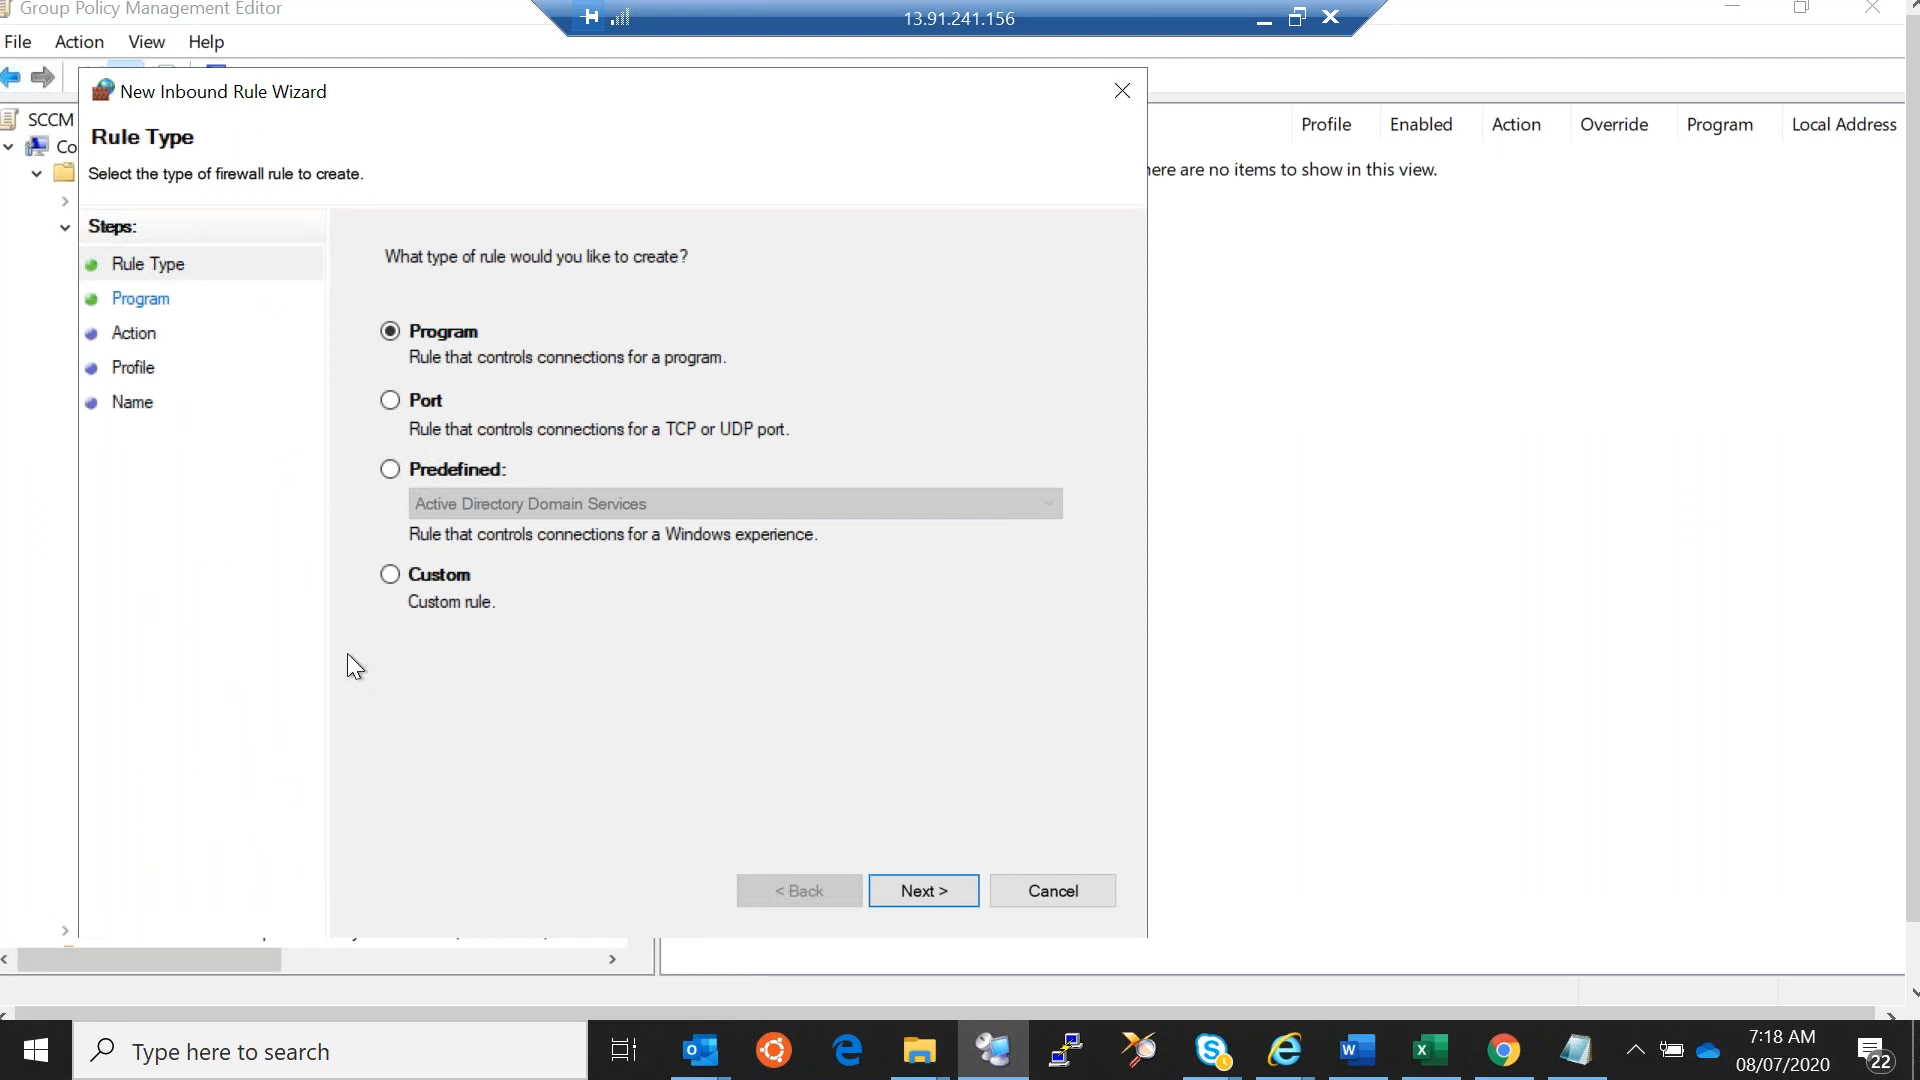 Group Policy Management Editor
13.91.241.156
File Action View Help
New Inbound Rule Wizard
SCCM
Rule Type
Profile Enabled Action Override Program Local Address
Co
Select the type of firewall rule to create.
here are no items to show in this view.
Steps:
Rule Type
Program
Action
Profile
Name
What type of rule would you like to create?
Program
Rule that controls connections for a program.
Port
Rule that controls connections for a TCP or UDP port.
Predefined:
Active Directory Domain Services
Rule that controls connections for a Windows experience.
Custom
Custom rule.
< Back Next > Cancel
Type here to search
7:18 AM
08/07/2020
22